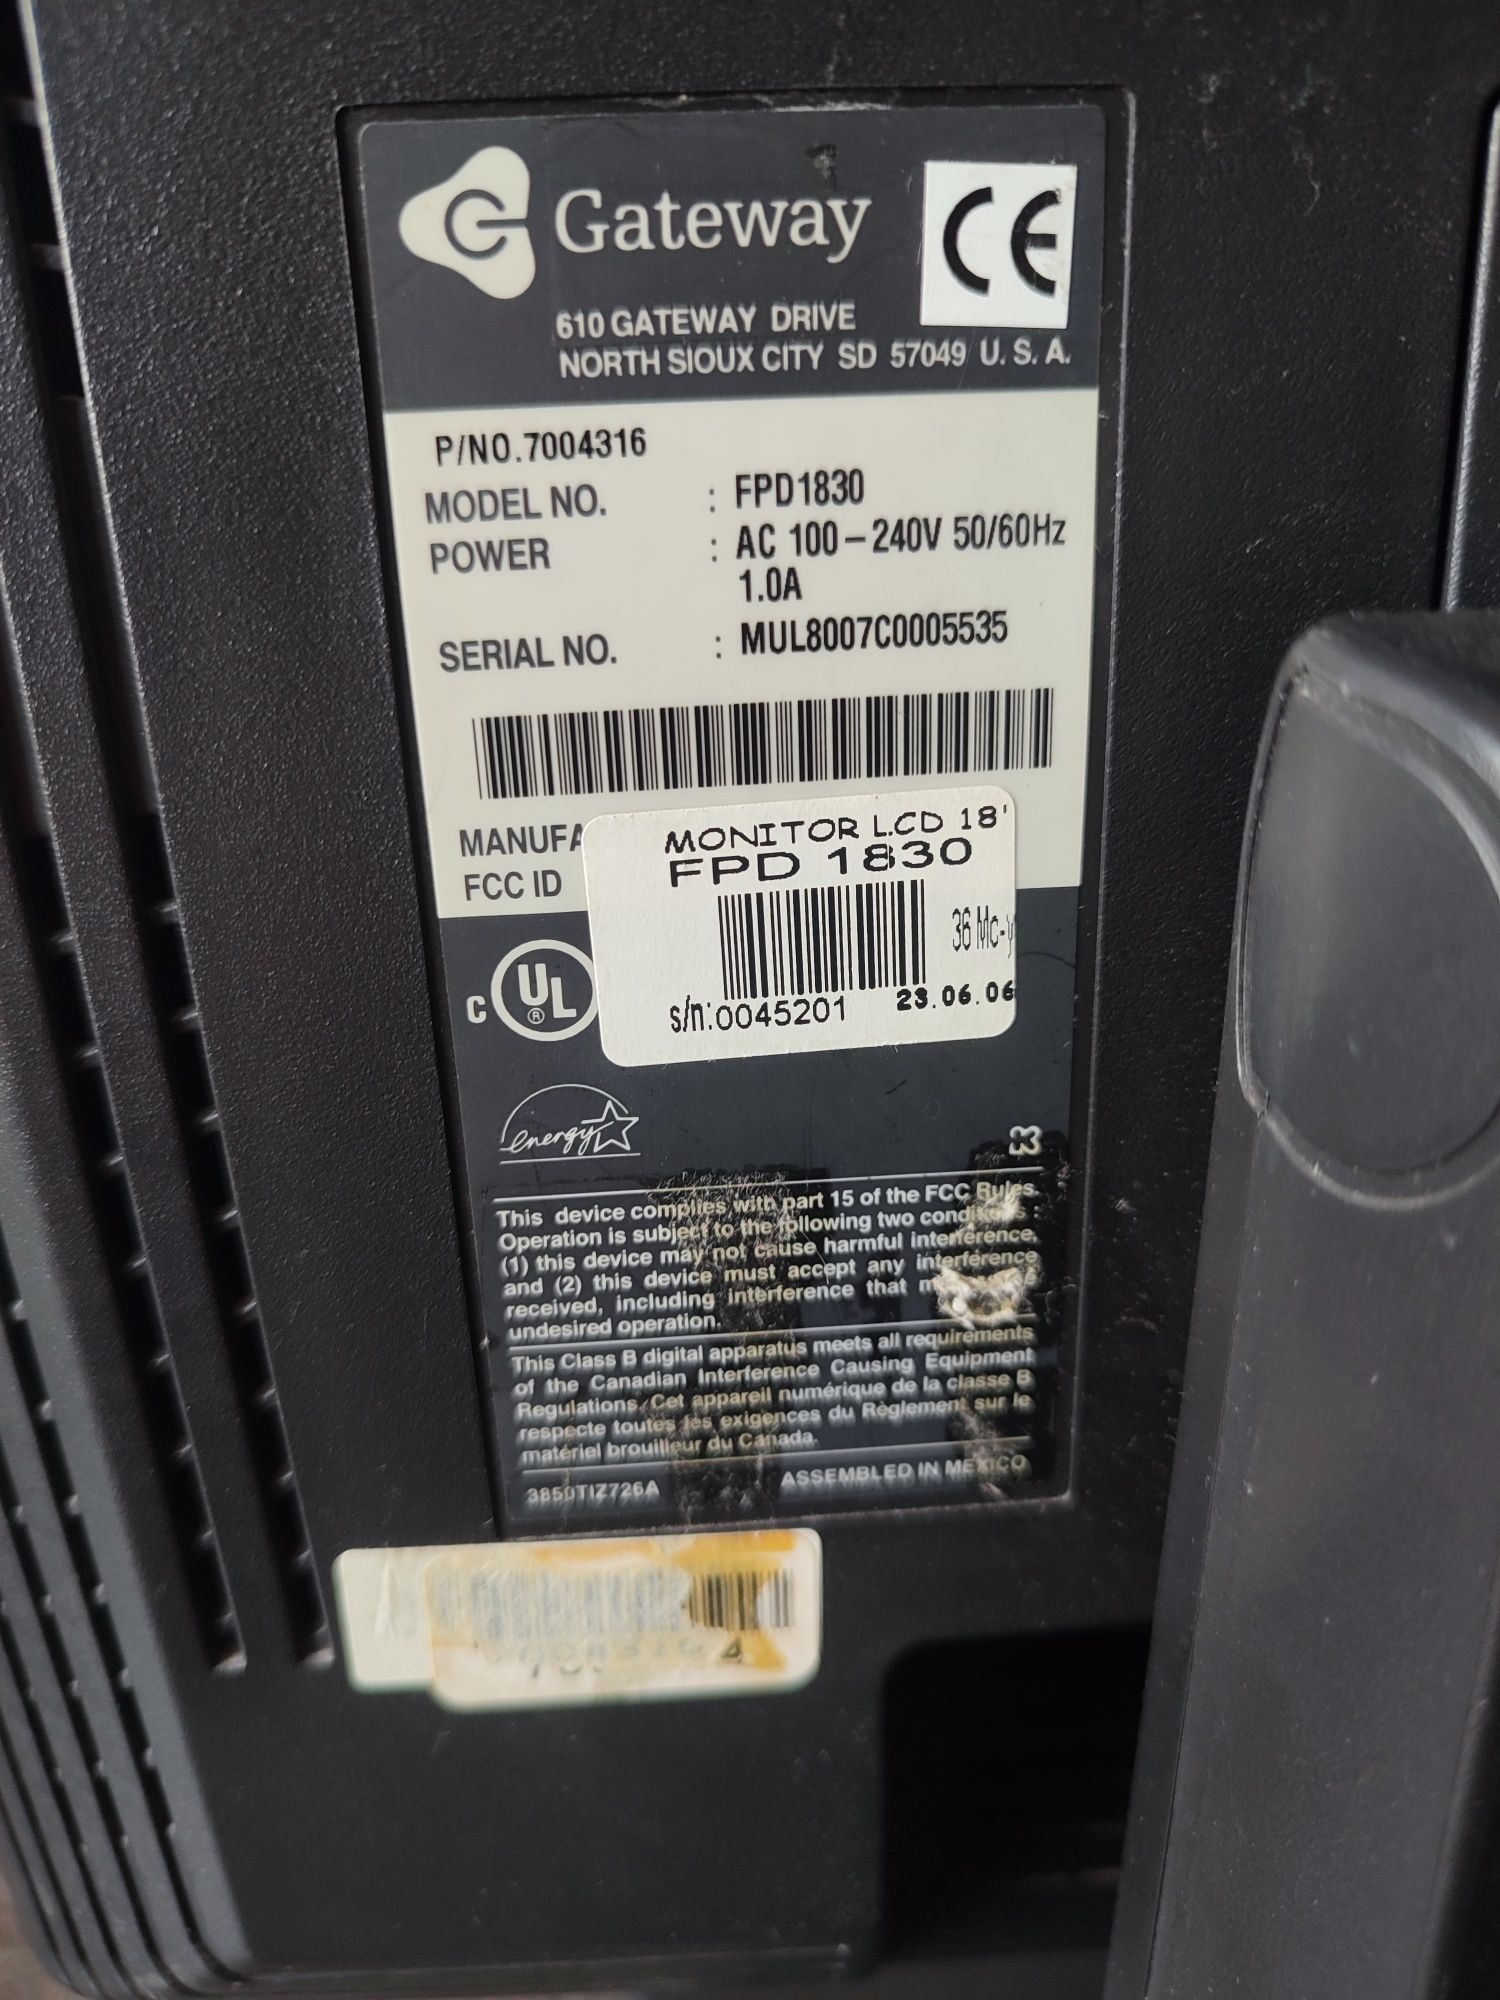 Gateway
CE
610 GATEWAY DRIVE
NORTH SIOUX CITY SD 57049 U. S. A.
P/NO.7004316
MODEL NO. : FPD1830
POWER : AC 100-240V 50/60Hz
1.0A
SERIAL NO. : MUL8007C0005535
MANUFA
FCC ID
MONITOR LCD 18'
FPD 1830
36 Mc-y
s/n:0045201 23.06.06
C UL ®
energy
This device complies with part 15 of the FCC Rules.
Operation is subject to the following two conditions :
(1) this device may not cause harmful interference,
and (2) this device must accept any interference
received, including interference that
undesired operation.
This Class B digital apparatus meets all requirements
of the Canadian Interference Causing Equipment
Regulations. Cet appareil numérique de la classe B
respecte toutes les exigences du Règlement sur le
matériel brouilleur du Canada.
3850TIZ726A ASSEMBLED IN MEXICO